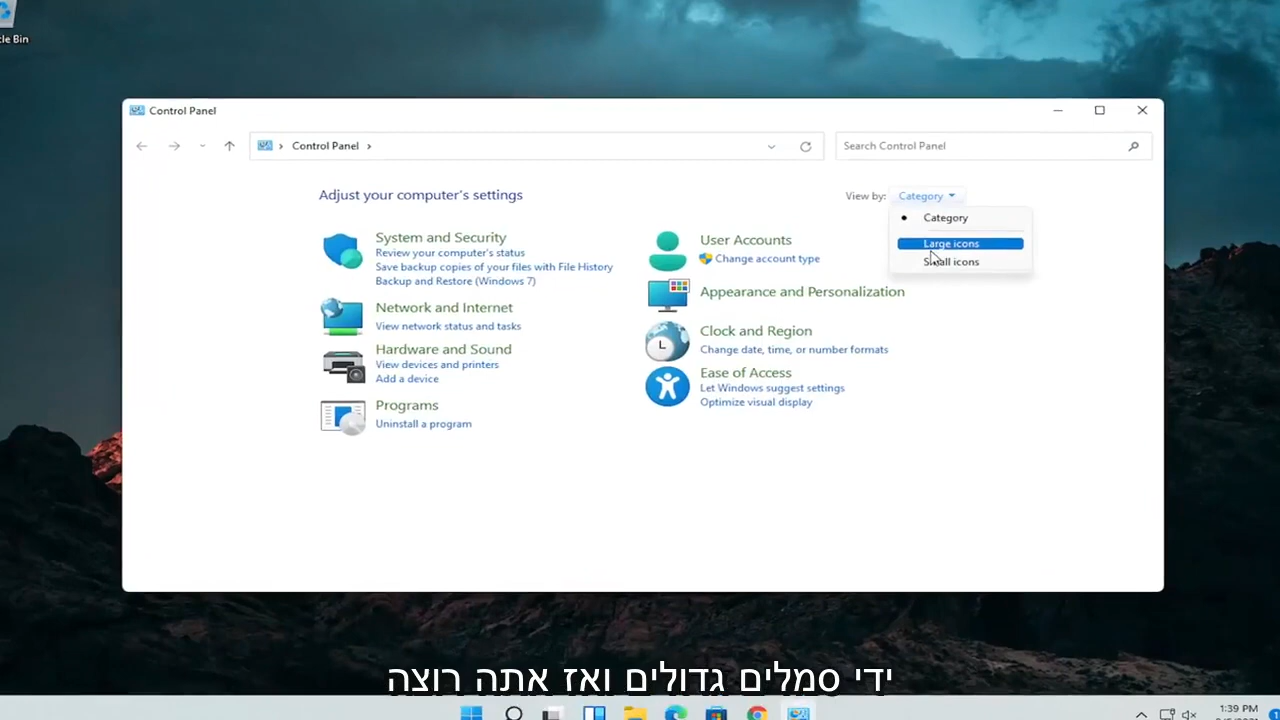 cle Bin
Control Panel
Control Panel
Search Control Panel
Adjust your computer's settings
View by: Category
Category
Large icons
Small icons
System and Security
Review your computer's status
Save backup copies of your files with File History
Backup and Restore (Windows 7)
Network and Internet
View network status and tasks
Hardware and Sound
View devices and printers
Add a device
Programs
Uninstall a program
User Accounts
Change account type
Appearance and Personalization
Clock and Region
Change date, time, or number formats
Ease of Access
Let Windows suggest settings
Optimize visual display
ידי סמלים גדולים ואז אתה רוצה
1:39 PM